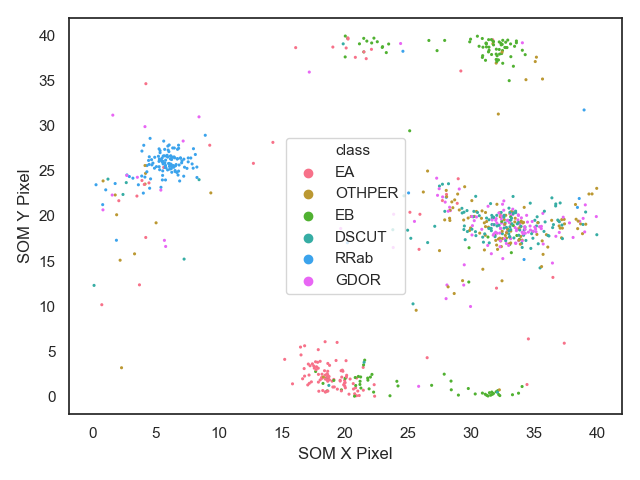 40
35
30
25
20
15
10
5
0
SOM Y Pixel
class
EA
OTHPER
EB
DSCUT
RRab
GDOR
0 5 10 15 20 25 30 35 40
SOM X Pixel